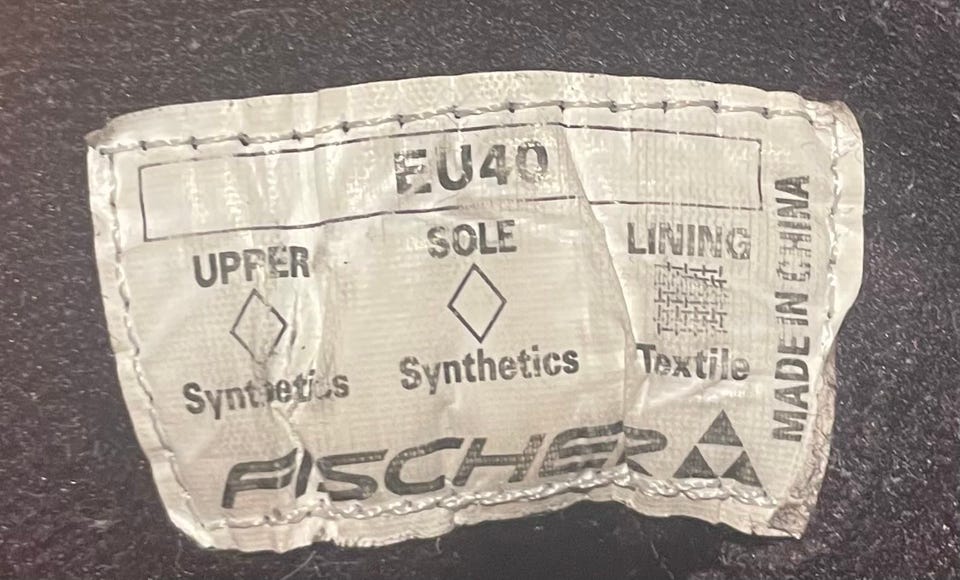 EU40
UPPER SOLE LINING
Synthetics Synthetics Textile
FISCHER
MADE IN CHINA